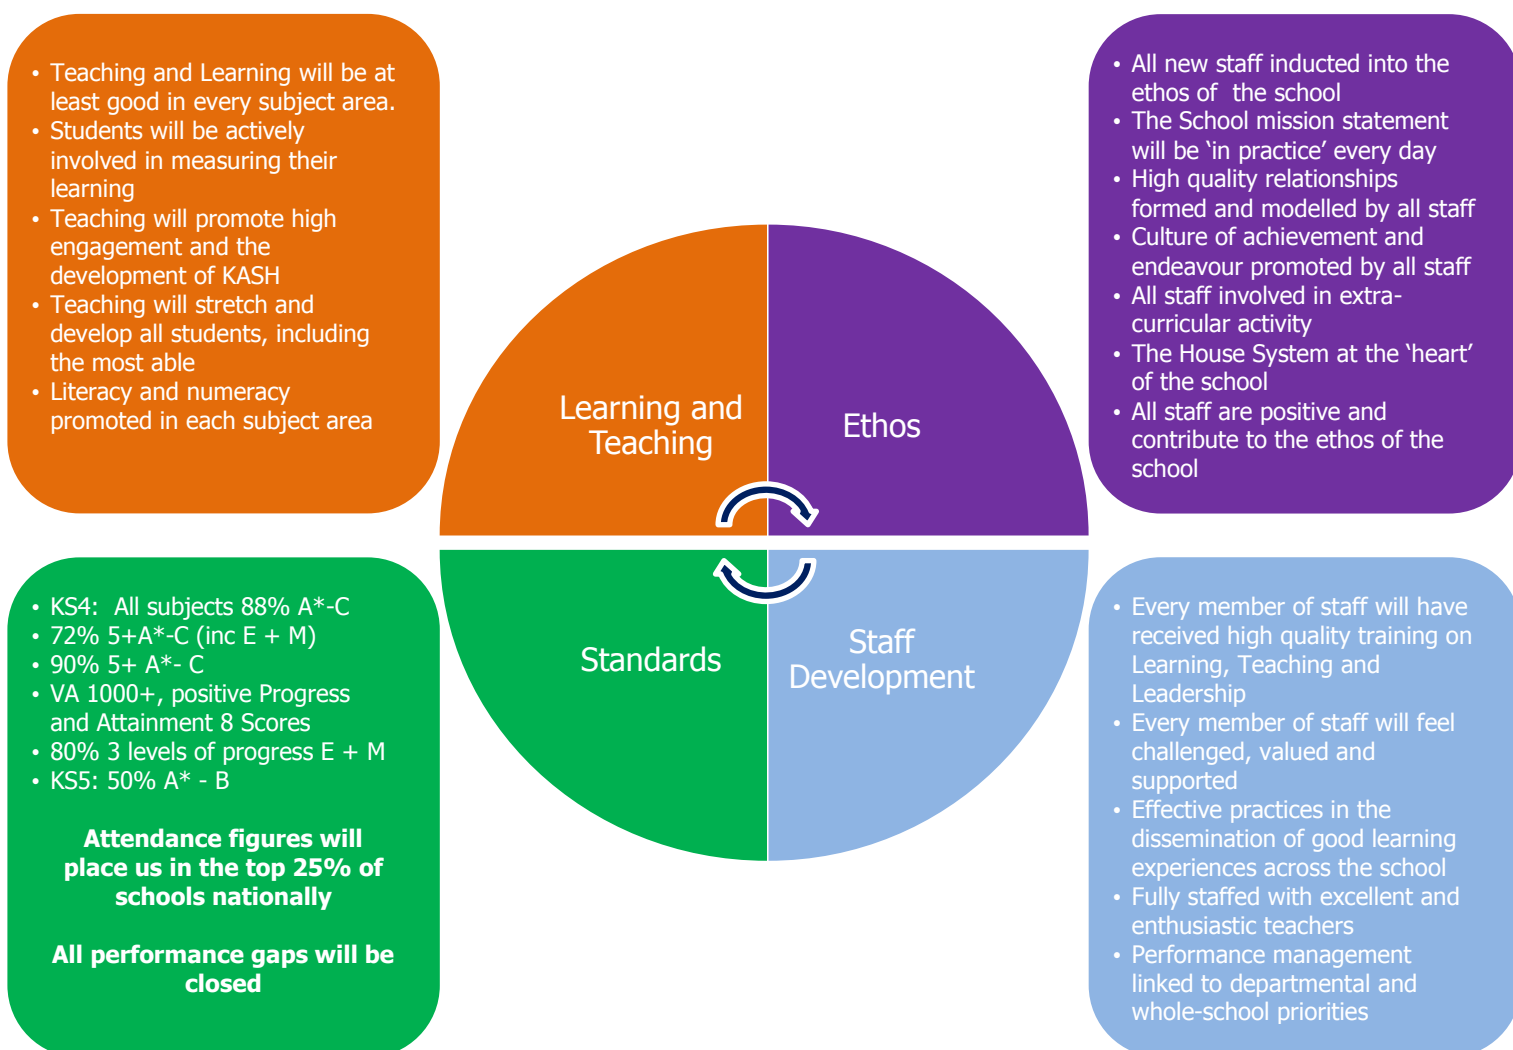 • Teaching and Learning will be at
least good in every subject area.
• Students will be actively
involved in measuring their
learning
• Teaching will promote high
engagement and the
development of KASH
• Teaching will stretch and
develop all students, including
the most able
• Literacy and numeracy
promoted in each subject area
• All new staff inducted into the
ethos of  the school
• The School mission statement
will be ‘in practice’ every day
• High quality relationships
formed and modelled by all staff
• Culture of achievement and
endeavour promoted by all staff
• All staff involved in extra-
curricular activity
• The House System at the ‘heart’
of the school
• All staff are positive and
contribute to the ethos of the
school
Learning and
Teaching
Ethos
Standards
Staff
Development
• KS4:  All subjects 88% A*-C
• 72% 5+A*-C (inc E + M)
• 90% 5+ A*- C
• VA 1000+, positive Progress
and Attainment 8 Scores
• 80% 3 levels of progress E + M
• KS5: 50% A* - B
Attendance figures will
place us in the top 25% of
schools nationally
All performance gaps will be
closed
• Every member of staff will have
received high quality training on
Learning, Teaching and
Leadership
• Every member of staff will feel
challenged, valued and
supported
• Effective practices in the
dissemination of good learning
experiences across the school
• Fully staffed with excellent and
enthusiastic teachers
• Performance management
linked to departmental and
whole-school priorities